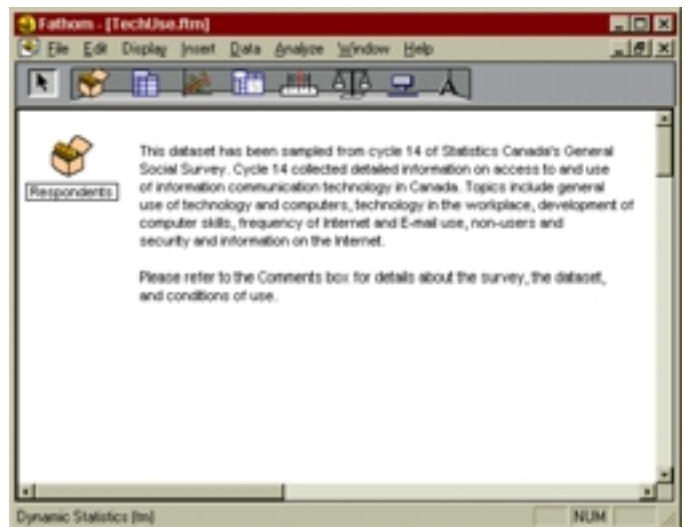 Fathom - [TechUse.ftm]
File Edit Display Insert Data Analyze Window Help
Respondents
This dataset has been sampled from cycle 14 of Statistics Canada's General
Social Survey. Cycle 14 collected detailed information on access to and use
of information communication technology in Canada. Topics include general
use of technology and computers, technology in the workplace, development of
computer skills, frequency of Internet and E-mail use, non-users and
security and information on the Internet.
Please refer to the Comments box for details about the survey, the dataset,
and conditions of use.
Dynamic Statistics (tm) NUM